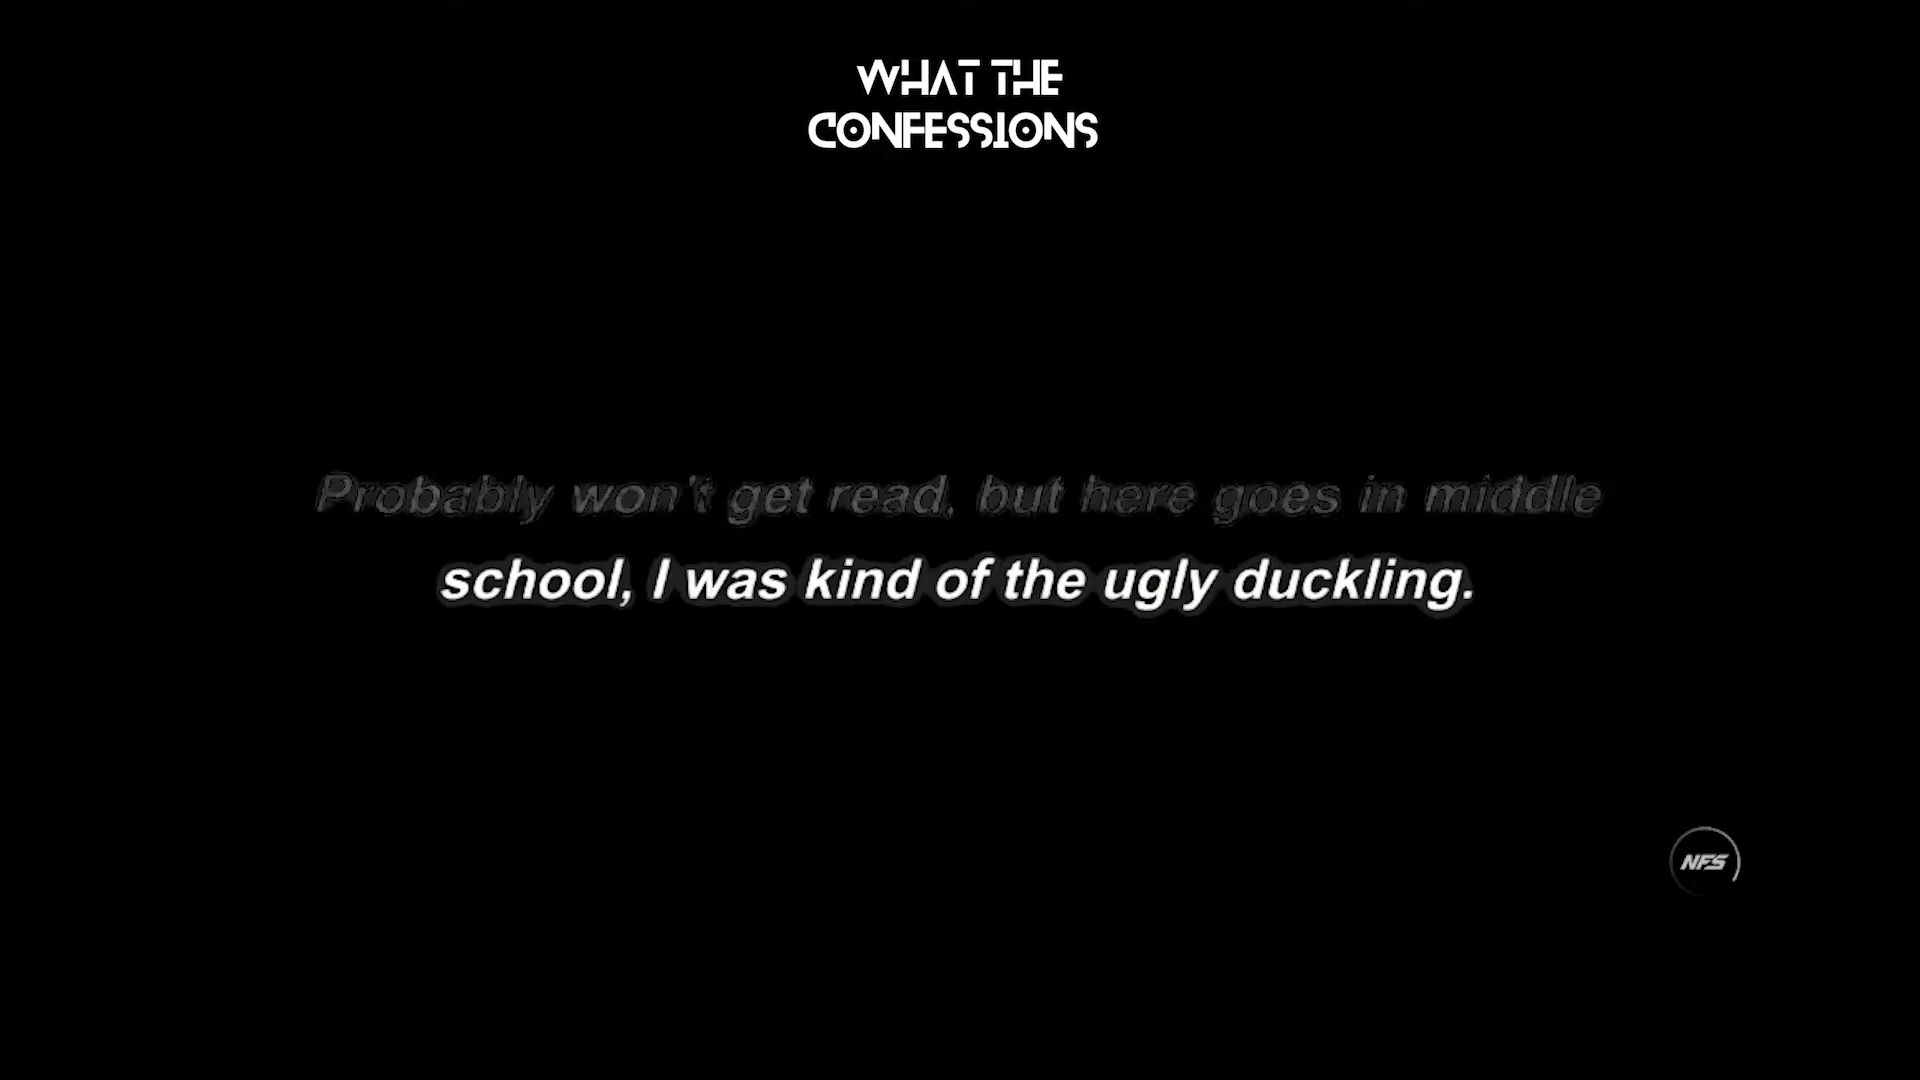 WHAT THE
CONFESSIONS
Probably won't get read, but here goes in middle
school, I was kind of the ugly duckling.
NFS